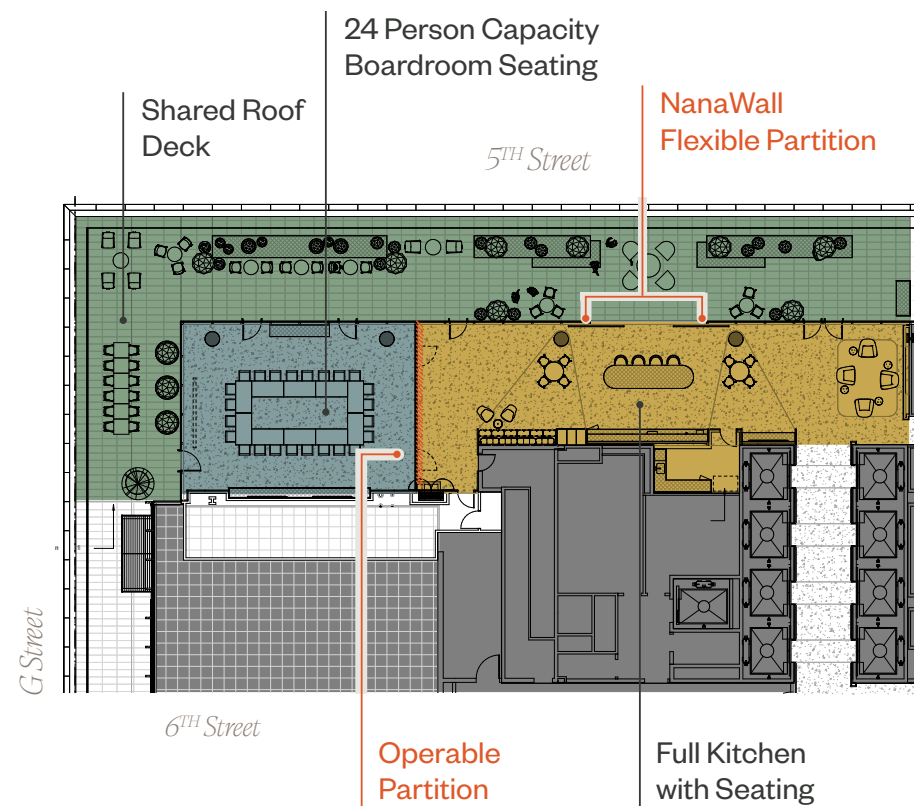 24 Person Capacity
Boardroom Seating
Shared Roof
Deck
NanaWall
Flexible Partition
5TH Street
G Street
6TH Street
Operable
Partition
Full Kitchen
with Seating